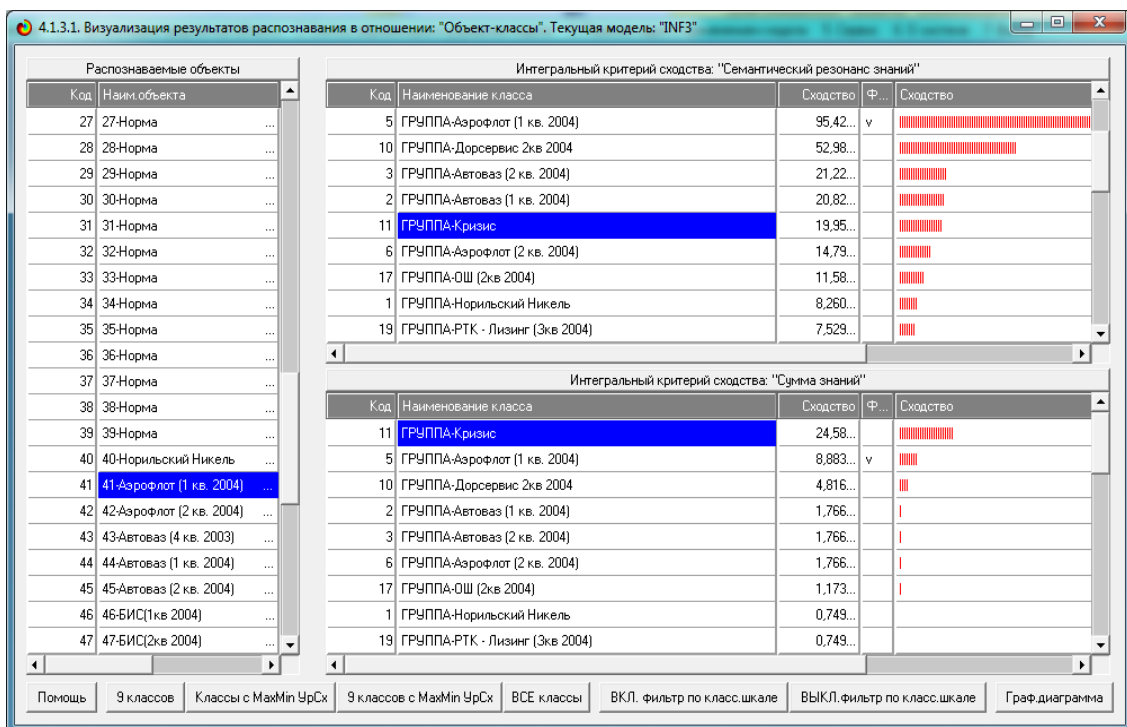 4.1.3.1. Визуализация результатов распознавания в отношении: "Объект-классы". Текущая модель: "INF3"
Распознаваемые объекты
Код Наим.объекта
27 27-Норма ...
28 28-Норма ...
29 29-Норма ...
30 30-Норма ...
31 31-Норма ...
32 32-Норма ...
33 33-Норма ...
34 34-Норма ...
35 35-Норма ...
36 36-Норма ...
37 37-Норма ...
38 38-Норма ...
39 39-Норма ...
40 40-Норильский Никель ...
41 41-Аэрофлот (1 кв. 2004) ...
42 42-Аэрофлот (2 кв. 2004) ...
43 43-Автоваз (4 кв. 2003) ...
44 44-Автоваз (1 кв. 2004) ...
45 45-Автоваз (2 кв. 2004) ...
46 46-БИС(1кв 2004) ...
47 47-БИС(2кв 2004) ...
Интегральный критерий сходства: "Семантический резонанс знаний"
Код Наименование класса Сходство Ф... Сходство
5 ГРУППА-Аэрофлот (1 кв. 2004) 95,42... v
10 ГРУППА-Дорсервис 2кв 2004 52,98...
3 ГРУППА-Автоваз (2 кв. 2004) 21,22...
2 ГРУППА-Автоваз (1 кв. 2004) 20,82...
11 ГРУППА-Кризис 19,95...
6 ГРУППА-Аэрофлот (2 кв. 2004) 14,79...
17 ГРУППА-ОШ (2кв 2004) 11,58...
1 ГРУППА-Норильский Никель 8,260...
19 ГРУППА-РТК - Лизинг (3кв 2004) 7,529...
Интегральный критерий сходства: "Сумма знаний"
Код Наименование класса Сходство Ф... Сходство
11 ГРУППА-Кризис 24,58...
5 ГРУППА-Аэрофлот (1 кв. 2004) 8,883... v
10 ГРУППА-Дорсервис 2кв 2004 4,816...
2 ГРУППА-Автоваз (1 кв. 2004) 1,766...
3 ГРУППА-Автоваз (2 кв. 2004) 1,766...
6 ГРУППА-Аэрофлот (2 кв. 2004) 1,766...
17 ГРУППА-ОШ (2кв 2004) 1,173...
1 ГРУППА-Норильский Никель 0,749...
19 ГРУППА-РТК - Лизинг (3кв 2004) 0,749...
Помощь 9 классов Классы с MaxMin УрСх 9 классов с MaxMin УрСх ВСЕ классы ВКЛ. фильтр по класс.шкале ВЫКЛ.фильтр по класс.шкале Граф.диаграмма